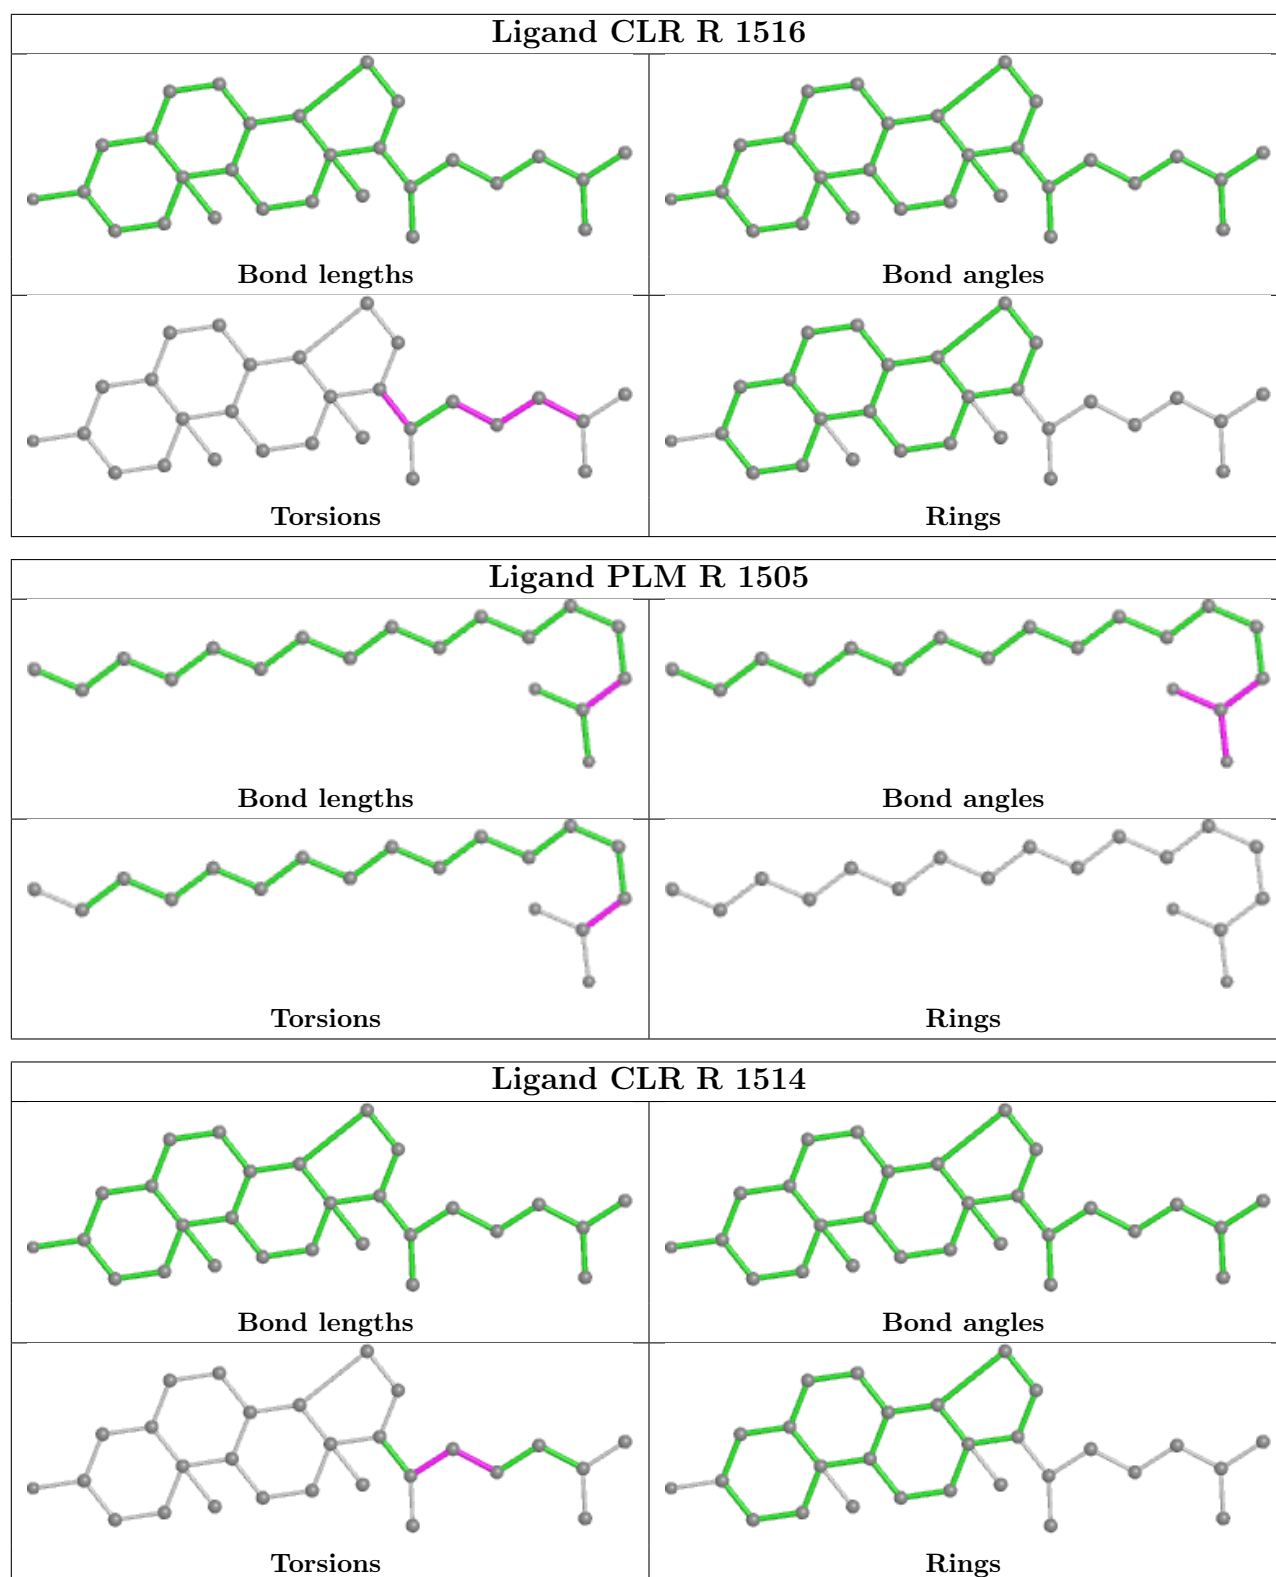 Ligand CLR R 1516
Bond lengths
Bond angles
Torsions
Rings
Ligand PLM R 1505
Bond lengths
Bond angles
Torsions
Rings
Ligand CLR R 1514
Bond lengths
Bond angles
Torsions
Rings